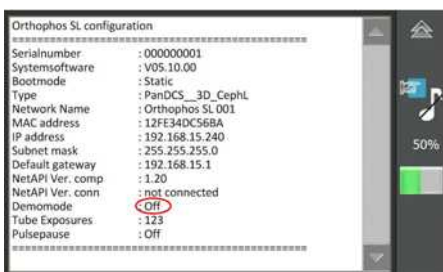 Orthophos SL configuration
==========================================
Serialnumber : 000000001
Systemsoftware : V05.10.00
Bootmode : Static
Type : PanDCS__3D_CephL
Network Name : Orthophos SL 001
MAC address : 12FE34DC56BA
IP address : 192.168.15.240
Subnet mask : 255.255.255.0
Default gateway : 192.168.15.1
NetAPI Ver. comp : 1.20
NetAPI Ver. conn : not connected
Demomode : Off
Tube Exposures : 123
Pulsepause : Off
==========================================
50%